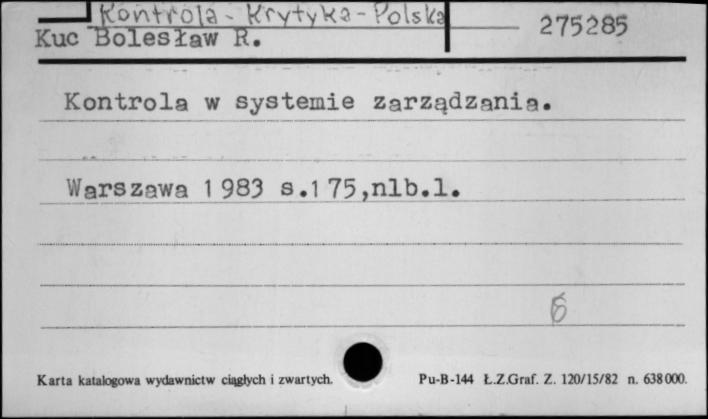 Kontrola - Krytyka - Polska
275285
Kuc Bolesław R.
Kontrola w systemie zarządzania.
Warszawa 1983 s.175,nlb.1.
6
Karta katalogowa wydawnictw ciągłych i zwartych.
Pu-B-144 Ł.Z.Graf. Z. 120/15/82 n. 638000.